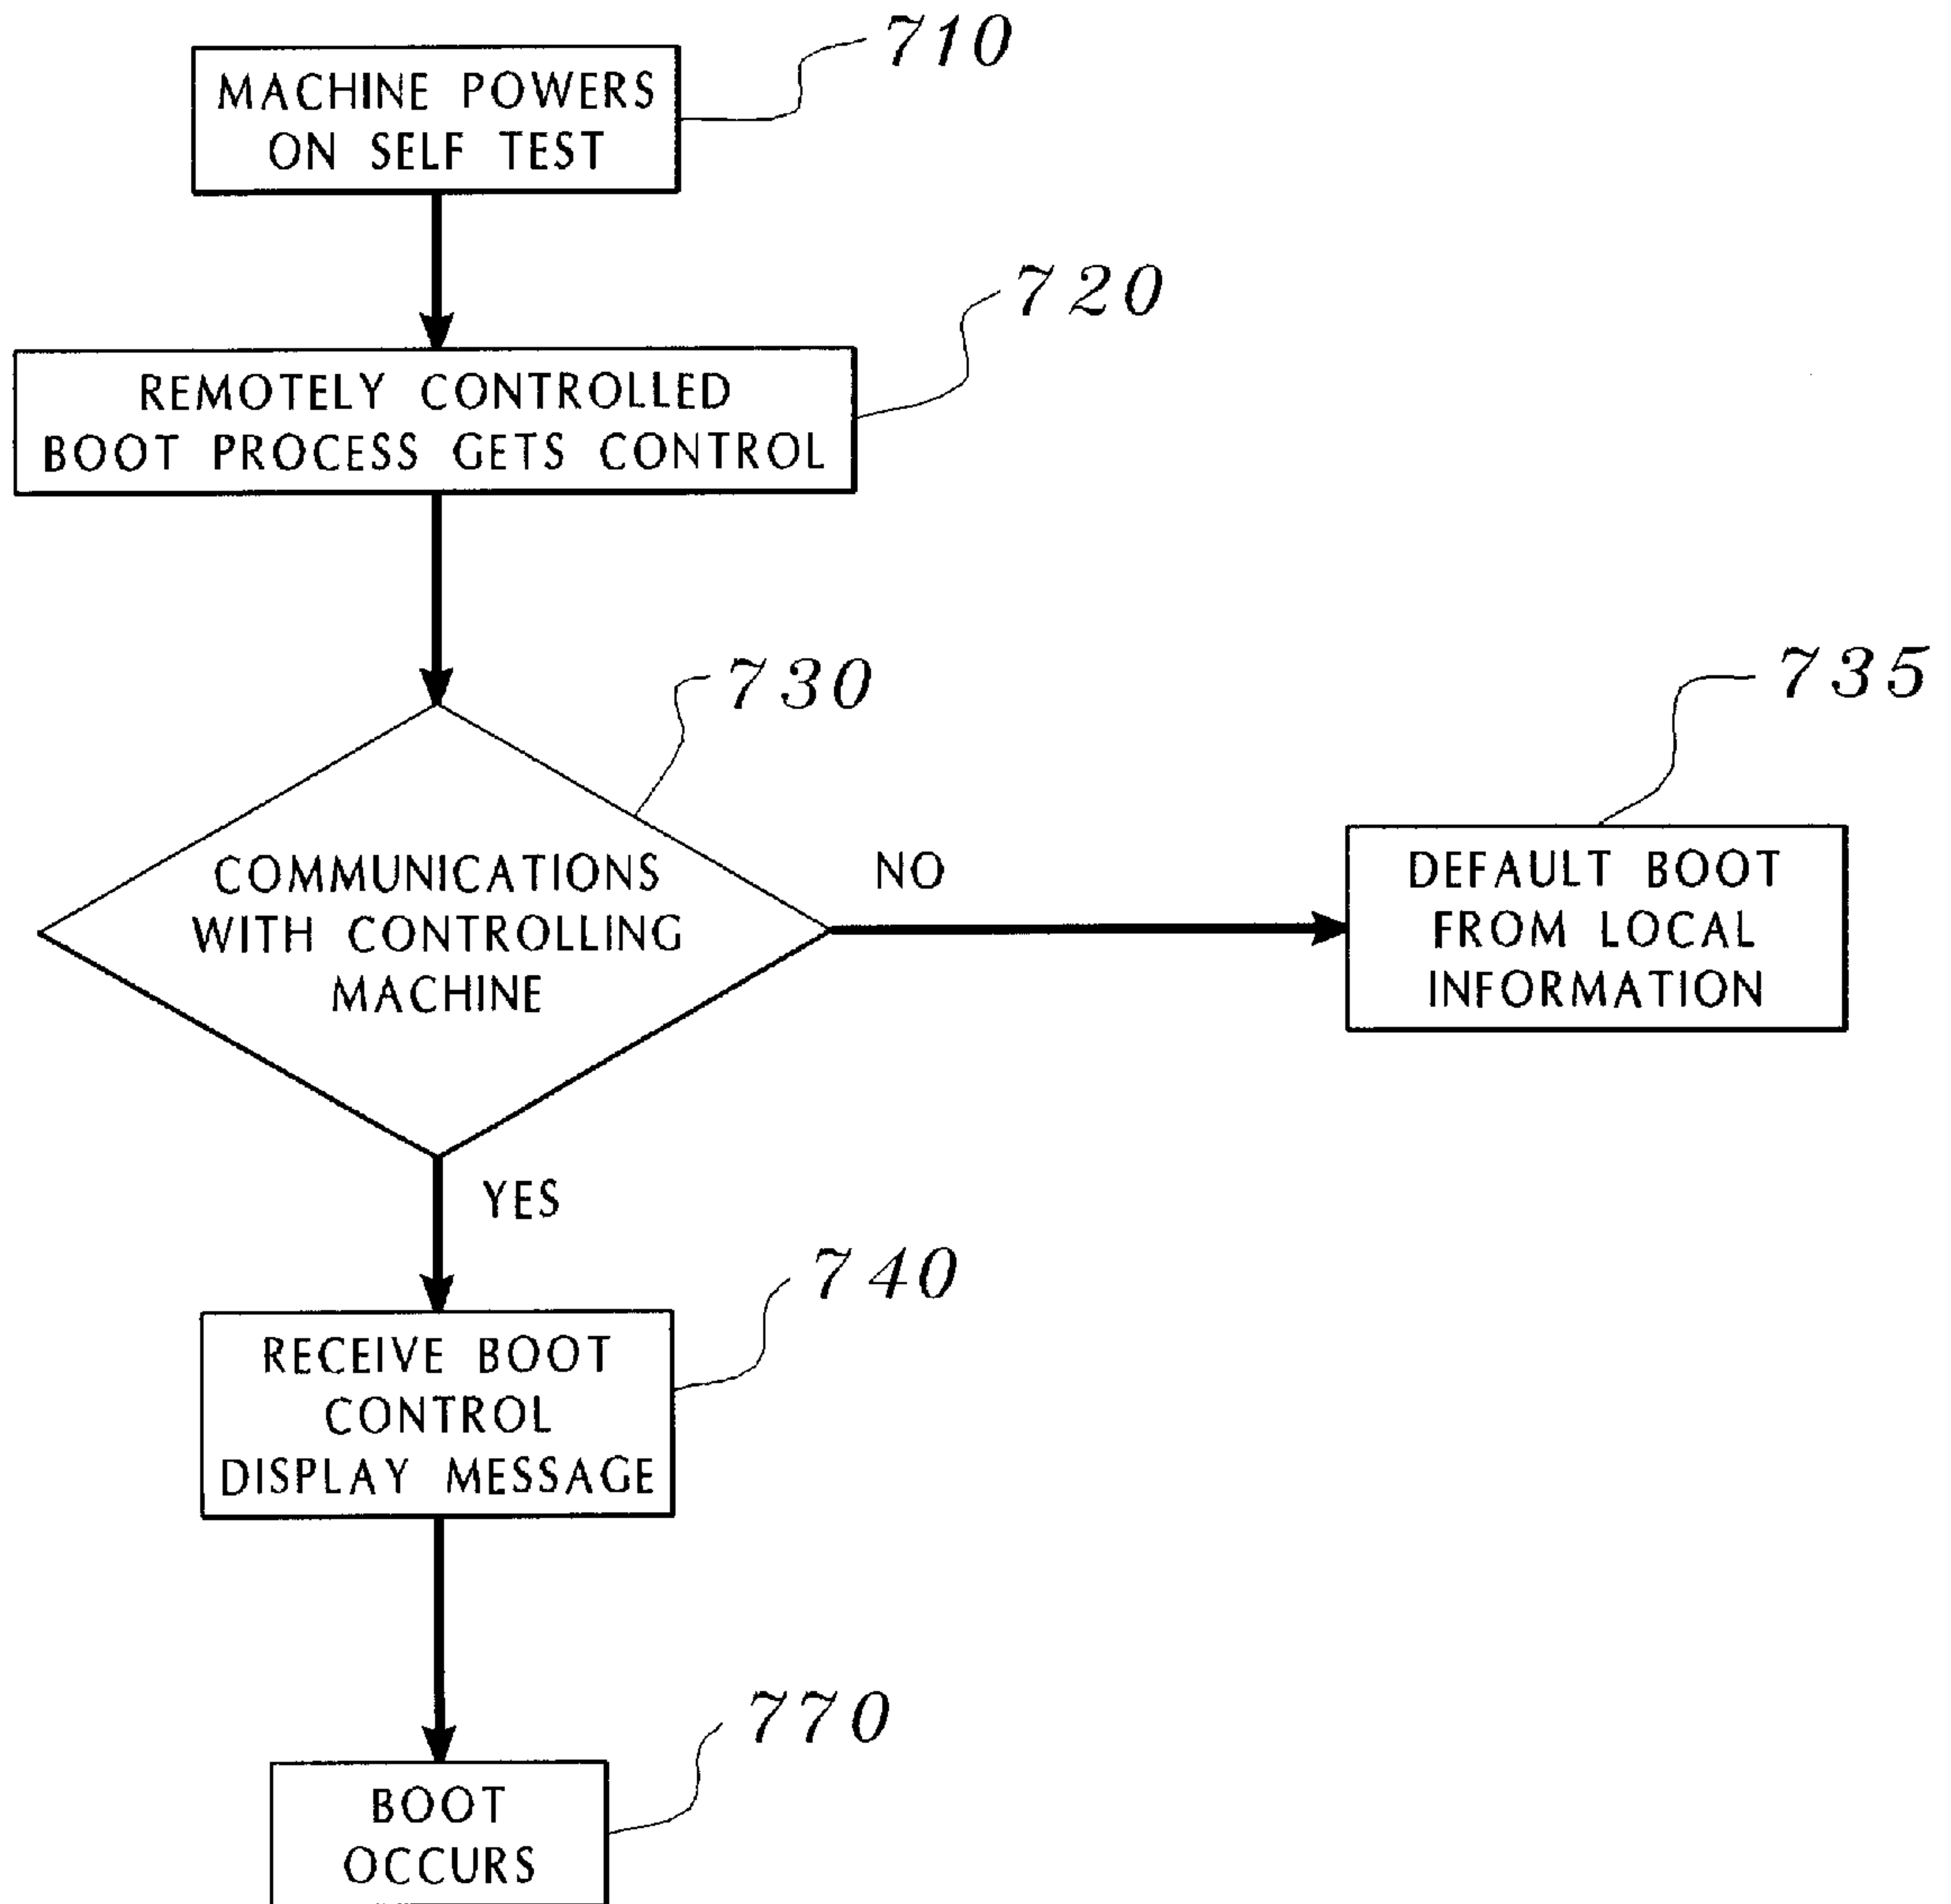 710
MACHINE POWERS
ON SELF TEST
720
REMOTELY CONTROLLED
BOOT PROCESS GETS CONTROL
730
735
COMMUNICATIONS
WITH CONTROLLING
MACHINE
NO
DEFAULT BOOT
FROM LOCAL
INFORMATION
YES
740
RECEIVE BOOT
CONTROL
DISPLAY MESSAGE
770
BOOT
OCCURS